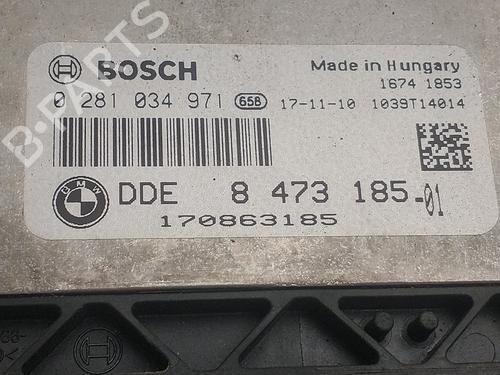 B-PARTS
BOSCH
Made in Hungary
1674 1853
0 281 034 971 658 17-11-10 1039T14014
BMW
DDE 8 473 185-01
170863185